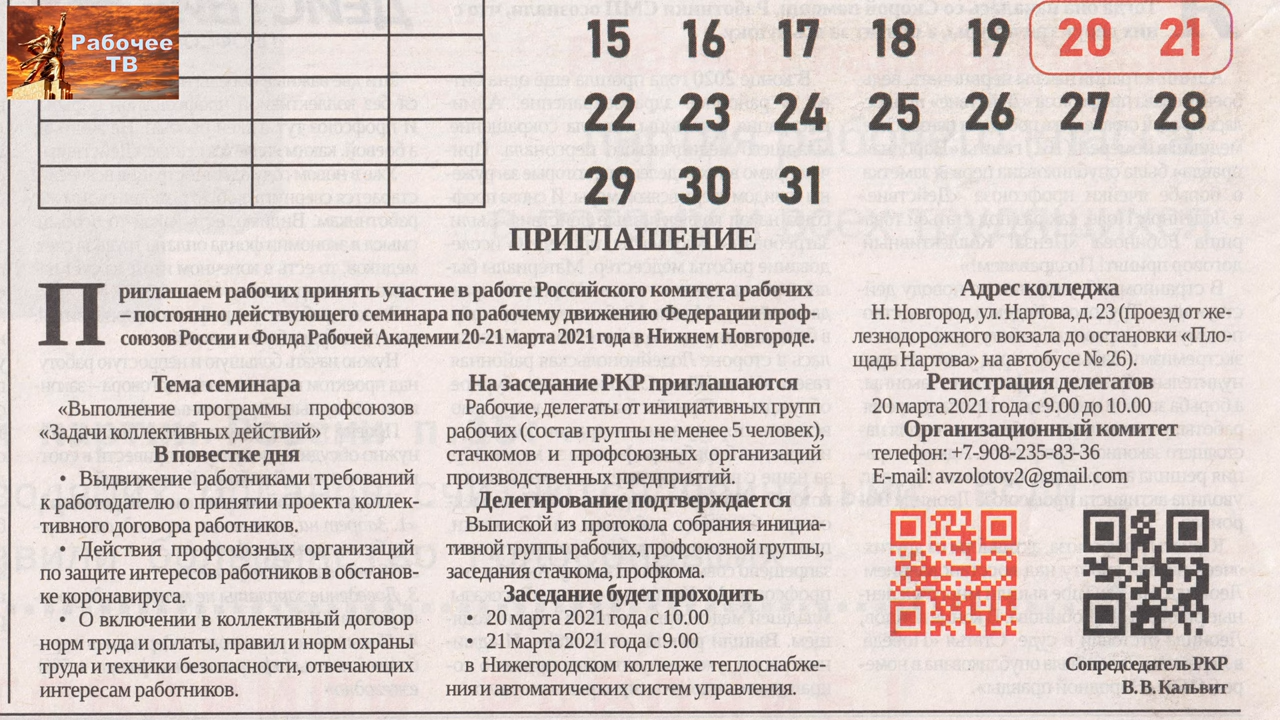 Рабочее
ТВ
15 16 17 18 19 20 21
22 23 24 25 26 27 28
29 30 31
ПРИГЛАШЕНИЕ
Приглашаем рабочих принять участие в работе Российского комитета рабочих
постоянно действующего семинара по рабочему движению Федерации проф-
союзов России и Фонда Рабочей Академии 20-21 марта 2021 года в Нижнем Новгороде.
Тема семинара
«Выполнение программы профсоюзов
«Задачи коллективных действий»
В повестке дня
• Выдвижение работниками требований
к работодателю о принятии проекта коллек-
тивного договора работников.
• Действия профсоюзных организаций
по защите интересов работников в обстанов-
ке коронавируса.
• О включении в коллективный договор
норм труда и оплаты, правил и норм охраны
труда и техники безопасности, отвечающих
интересам работников.
На заседание РКР приглашаются
Рабочие, делегаты от инициативных групп
рабочих (состав группы не менее 5 человек),
стачкомов и профсоюзных организаций
производственных предприятий.
Делегирование подтверждается
Выпиской из протокола собрания инициа-
тивной группы рабочих, профсоюзной группы,
заседания стачкома, профкома.
Заседание будет проходить
• 20 марта 2021 года с 10.00
• 21 марта 2021 года с 9.00
в Нижегородском колледже теплоснабже-
ния и автоматических систем управления.
Адрес колледжа
Н. Новгород, ул. Нартова, д. 23 (проезд от же-
лезнодорожного вокзала до остановки «Пло-
щадь Нартова» на автобусе № 26).
Регистрация делегатов
20 марта 2021 года с 9.00 до 10.00
Организационный комитет
телефон: +7-908-235-83-36
E-mail: avzolotov2@gmail.com
Сопредседатель РКР
В. В. Кальвит